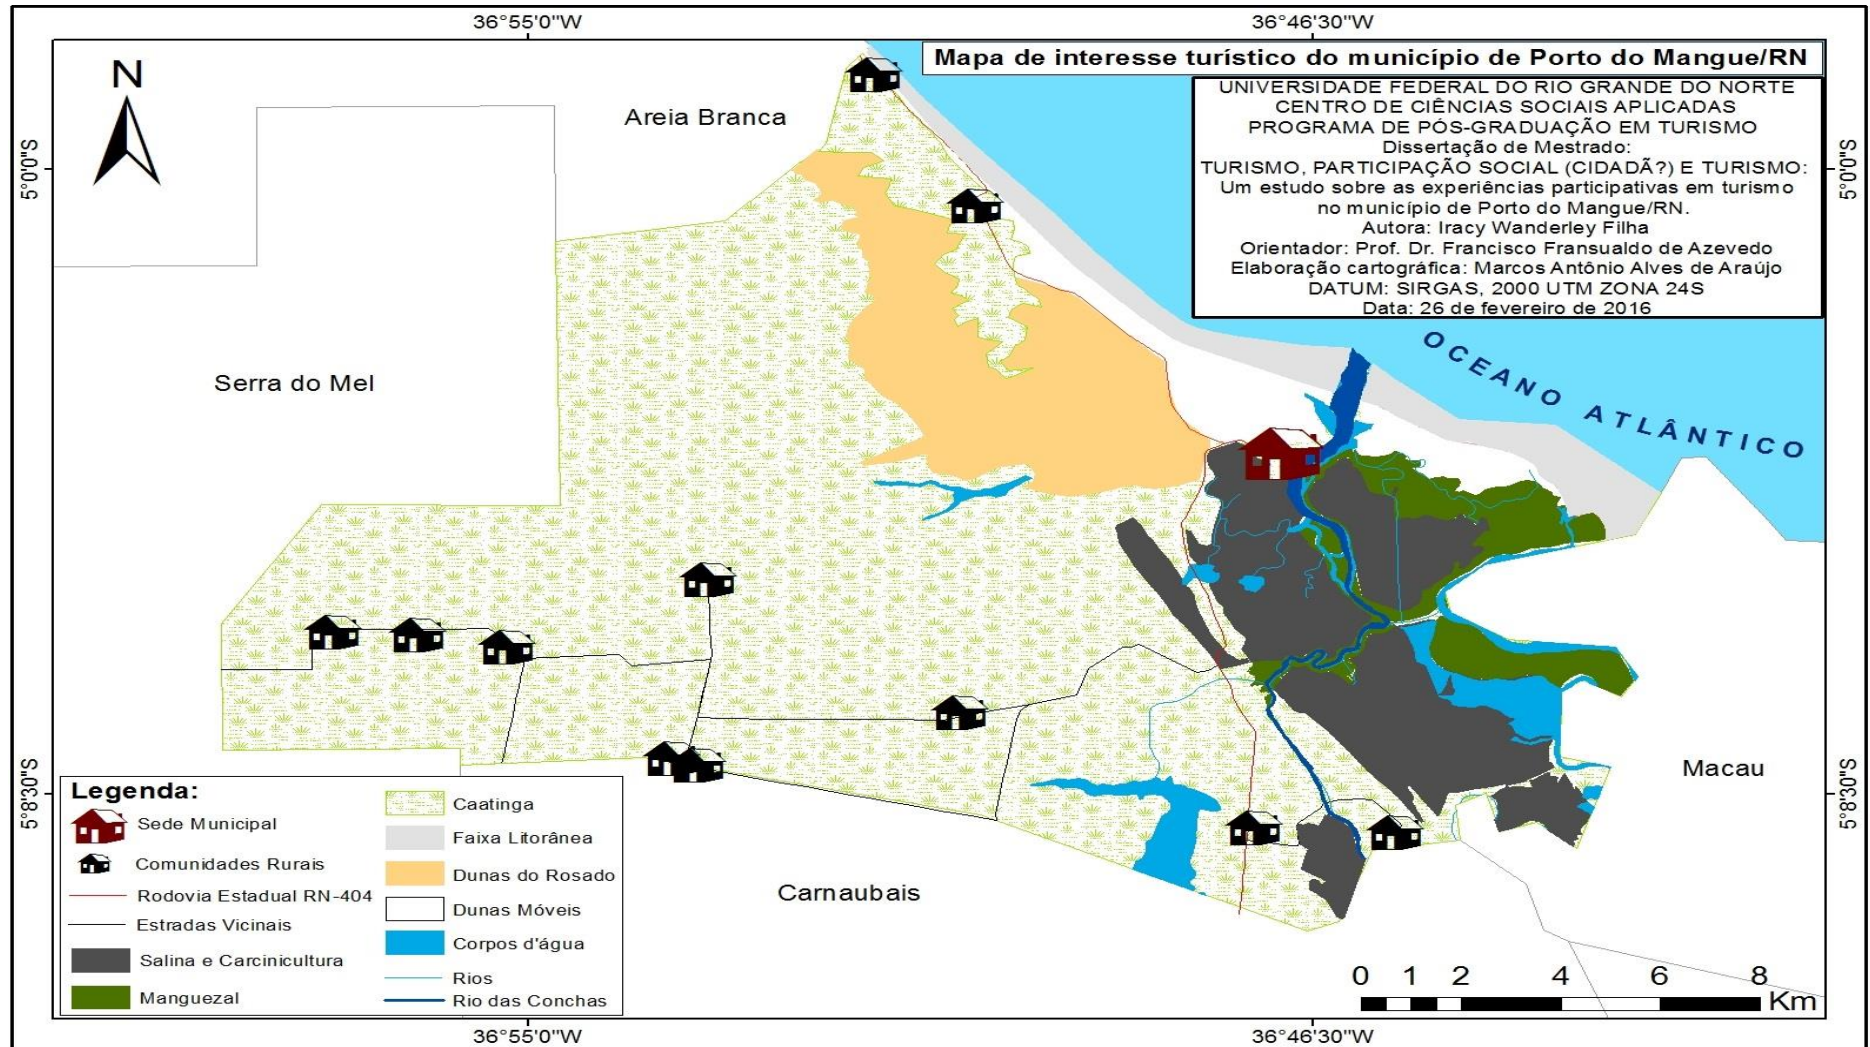 36°55'0"W
36°46'30"W
Mapa de interesse turístico do município de Porto do Mangue/RN
N
UNIVERSIDADE FEDERAL DO RIO GRANDE DO NORTE
CENTRO DE CIÊNCIAS SOCIAIS APLICADAS
PROGRAMA DE PÓS-GRADUAÇÃO EM TURISMO
Dissertação de Mestrado:
TURISMO, PARTICIPAÇÃO SOCIAL (CIDADÃ?) E TURISMO:
Um estudo sobre as experiências participativas em turismo
no município de Porto do Mangue/RN.
Autora: Iracy Wanderley Filha
Orientador: Prof. Dr. Francisco Fransualdo de Azevedo
Elaboração cartográfica: Marcos Antônio Alves de Araújo
DATUM: SIRGAS, 2000 UTM ZONA 24S
Data: 26 de fevereiro de 2016
Areia Branca
5°0'0"S
5°0'0"S
Serra do Mel
OCEANO ATLÂNTICO
Macau
5°8'30"S
5°8'30"S
Carnaubais
Legenda:
Sede Municipal
Comunidades Rurais
Rodovia Estadual RN-404
Estradas Vicinais
Salina e Carcinicultura
Manguezal
Caatinga
Faixa Litorânea
Dunas do Rosado
Dunas Móveis
Corpos d'água
Rios
Rio das Conchas
0 1 2 4 6 8
Km
36°55'0"W
36°46'30"W